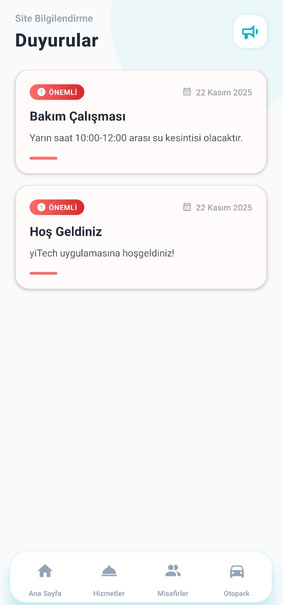 Site Bilgilendirme
Duyurular
ÖNEMLİ
22 Kasım 2025
Bakım Çalışması
Yarın saat 10:00-12:00 arası su kesintisi olacaktır.
ÖNEMLİ
22 Kasım 2025
Hoş Geldiniz
yiTech uygulamasına hoşgeldiniz!
Ana Sayfa
Hizmetler
Misafirler
Otopark